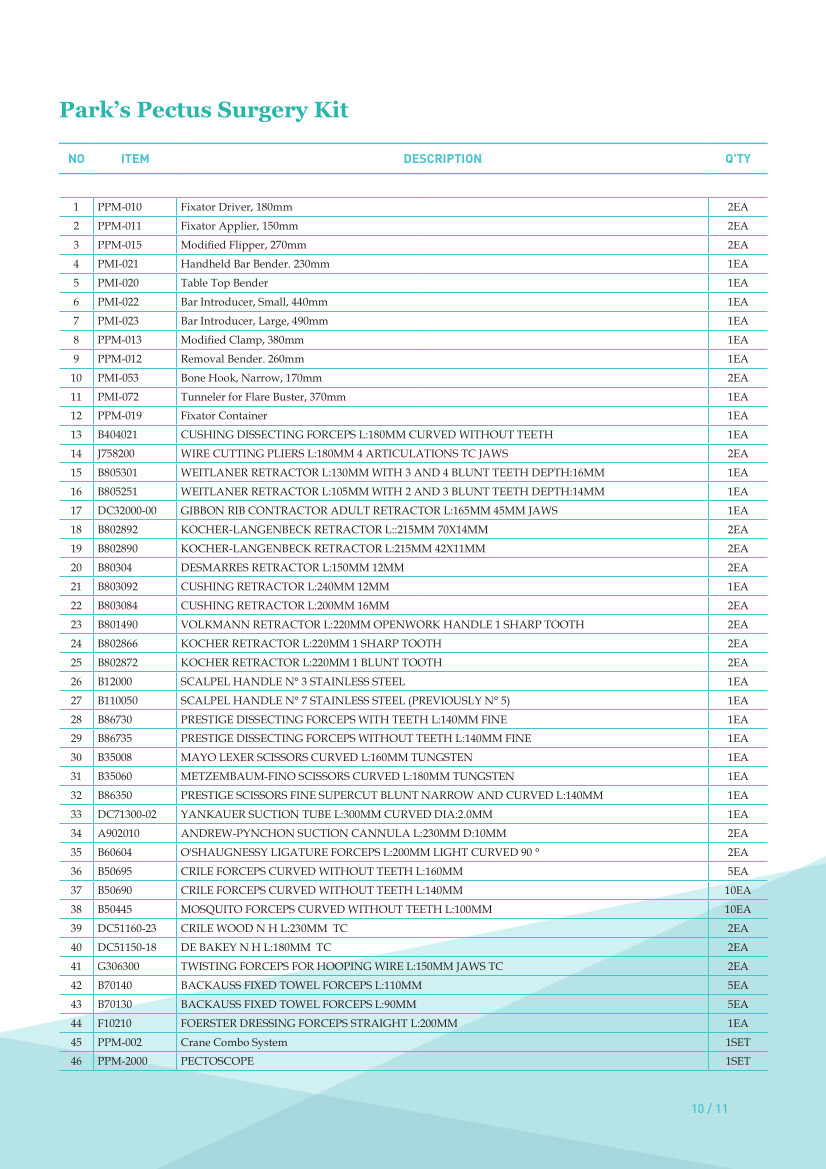 Park's Pectus Surgery Kit
NO ITEM DESCRIPTION Q'TY
1 PPM-010 Fixator Driver, 180mm 2EA
2 PPM-011 Fixator Applier, 150mm 2EA
3 PPM-015 Modified Flipper, 270mm 2EA
4 PMI-021 Handheld Bar Bender. 230mm 1EA
5 PMI-020 Table Top Bender 1EA
6 PMI-022 Bar Introducer, Small, 440mm 1EA
7 PMI-023 Bar Introducer, Large, 490mm 1EA
8 PPM-013 Modified Clamp, 380mm 1EA
9 PPM-012 Removal Bender. 260mm 1EA
10 PMI-053 Bone Hook, Narrow, 170mm 2EA
11 PMI-072 Tunneler for Flare Buster, 370mm 1EA
12 PPM-019 Fixator Container 1EA
13 B404021 CUSHING DISSECTING FORCEPS L:180MM CURVED WITHOUT TEETH 1EA
14 J758200 WIRE CUTTING PLIERS L:180MM 4 ARTICULATIONS TC JAWS 2EA
15 B805301 WEITLANER RETRACTOR L:130MM WITH 3 AND 4 BLUNT TEETH DEPTH:16MM 1EA
16 B805251 WEITLANER RETRACTOR L:105MM WITH 2 AND 3 BLUNT TEETH DEPTH:14MM 1EA
17 DC32000-00 GIBBON RIB CONTRACTOR ADULT RETRACTOR L:165MM 45MM JAWS 1EA
18 B802892 KOCHER-LANGENBECK RETRACTOR L::215MM 70X14MM 2EA
19 B802890 KOCHER-LANGENBECK RETRACTOR L:215MM 42X11MM 2EA
20 B80304 DESMARRES RETRACTOR L:150MM 12MM 2EA
21 B803092 CUSHING RETRACTOR L:240MM 12MM 1EA
22 B803084 CUSHING RETRACTOR L:200MM 16MM 2EA
23 B801490 VOLKMANN RETRACTOR L:220MM OPENWORK HANDLE 1 SHARP TOOTH 2EA
24 B802866 KOCHER RETRACTOR L:220MM 1 SHARP TOOTH 2EA
25 B802872 KOCHER RETRACTOR L:220MM 1 BLUNT TOOTH 2EA
26 B12000 SCALPEL HANDLE N° 3 STAINLESS STEEL 1EA
27 B110050 SCALPEL HANDLE N° 7 STAINLESS STEEL (PREVIOUSLY N° 5) 1EA
28 B86730 PRESTIGE DISSECTING FORCEPS WITH TEETH L:140MM FINE 1EA
29 B86735 PRESTIGE DISSECTING FORCEPS WITHOUT TEETH L:140MM FINE 1EA
30 B35008 MAYO LEXER SCISSORS CURVED L:160MM TUNGSTEN 1EA
31 B35060 METZEMBAUM-FINO SCISSORS CURVED L:180MM TUNGSTEN 1EA
32 B86350 PRESTIGE SCISSORS FINE SUPERCUT BLUNT NARROW AND CURVED L:140MM 1EA
33 DC71300-02 YANKAUER SUCTION TUBE L:300MM CURVED DIA:2.0MM 1EA
34 A902010 ANDREW-PYNCHON SUCTION CANNULA L:230MM D:10MM 2EA
35 B60604 O'SHAUGNESSY LIGATURE FORCEPS L:200MM LIGHT CURVED 90 ° 2EA
36 B50695 CRILE FORCEPS CURVED WITHOUT TEETH L:160MM 5EA
37 B50690 CRILE FORCEPS CURVED WITHOUT TEETH L:140MM 10EA
38 B50445 MOSQUITO FORCEPS CURVED WITHOUT TEETH L:100MM 10EA
39 DC51160-23 CRILE WOOD N H L:230MM TC 2EA
40 DC51150-18 DE BAKEY N H L:180MM TC 2EA
41 G306300 TWISTING FORCEPS FOR HOOPING WIRE L:150MM JAWS TC 2EA
42 B70140 BACKAUSS FIXED TOWEL FORCEPS L:110MM 5EA
43 B70130 BACKAUSS FIXED TOWEL FORCEPS L:90MM 5EA
44 F10210 FOERSTER DRESSING FORCEPS STRAIGHT L:200MM 1EA
45 PPM-002 Crane Combo System 1SET
46 PPM-2000 PECTOSCOPE 1SET
10 / 11